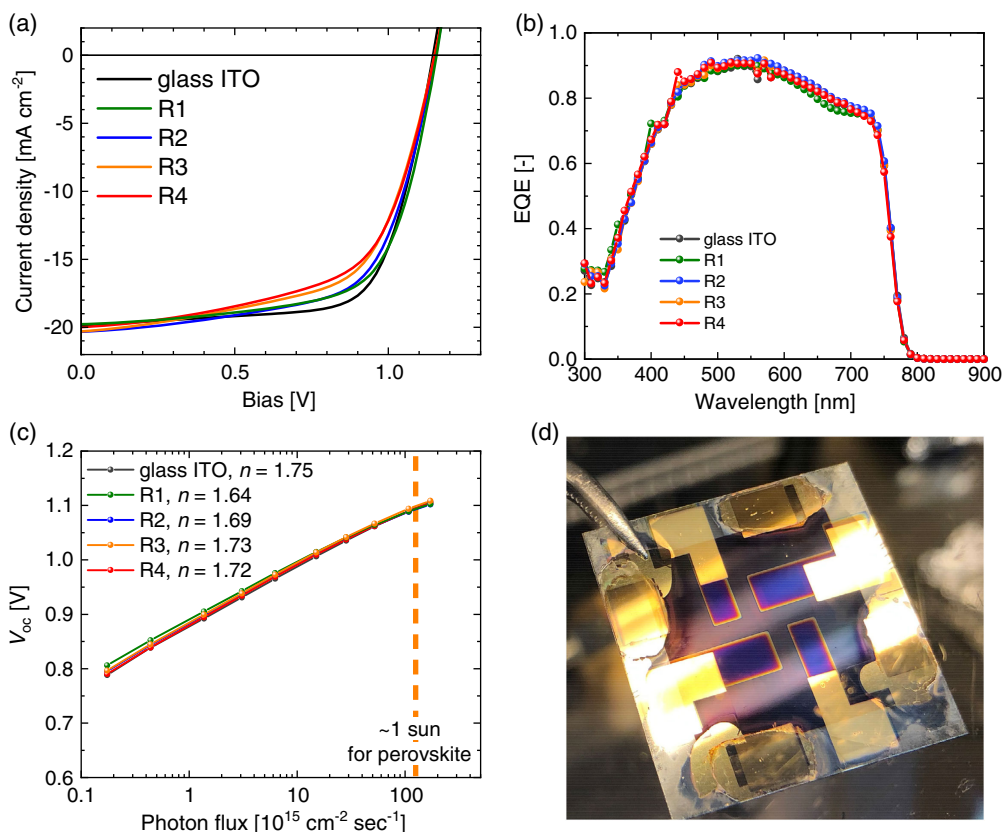 (a)
0
-5
-10
-15
-20
0.0
0.5
1.0
Current density [mA cm⁻²]
Bias [V]
glass ITO
R1
R2
R3
R4
(b)
1.0
0.8
0.6
0.4
0.2
0.0
300 400 500 600 700 800 900
EQE [-]
Wavelength [nm]
glass ITO
R1
R2
R3
R4
(c)
1.2
1.1
1.0
0.9
0.8
0.7
0.6
0.1
1
10
100
V_oc [V]
Photon flux [10¹⁵ cm⁻² sec⁻¹]
glass ITO, n = 1.75
R1, n = 1.64
R2, n = 1.69
R3, n = 1.73
R4, n = 1.72
~1 sun
for perovskite
(d)